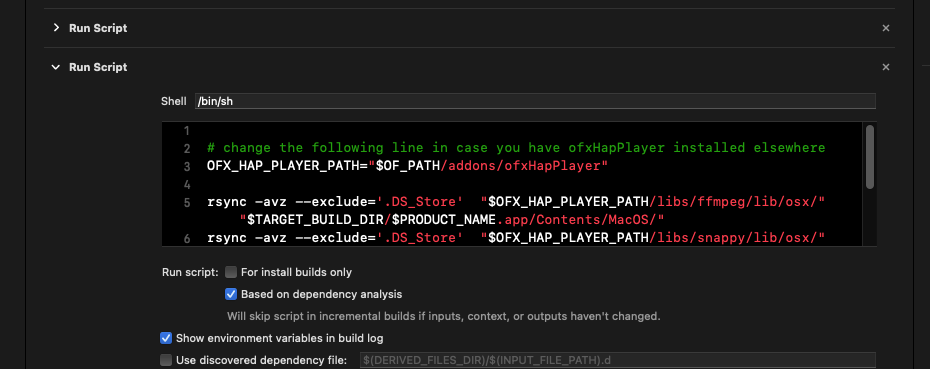 Run Script
Run Script
Shell /bin/sh
1
2 # change the following line in case you have ofxHapPlayer installed elsewhere
3 OFX_HAP_PLAYER_PATH="$OF_PATH/addons/ofxHapPlayer"
4
5 rsync -avz --exclude='.DS_Store' "$OFX_HAP_PLAYER_PATH/libs/ffmpeg/lib/osx/"
"$TARGET_BUILD_DIR/$PRODUCT_NAME.app/Contents/MacOS/"
6 rsync -avz --exclude='.DS_Store' "$OFX_HAP_PLAYER_PATH/libs/snappy/lib/osx/"
Run script: For install builds only
Based on dependency analysis
Will skip script in incremental builds if inputs, context, or outputs haven't changed.
Show environment variables in build log
Use discovered dependency file: $(DERIVED_FILES_DIR)/$(INPUT_FILE_PATH).d